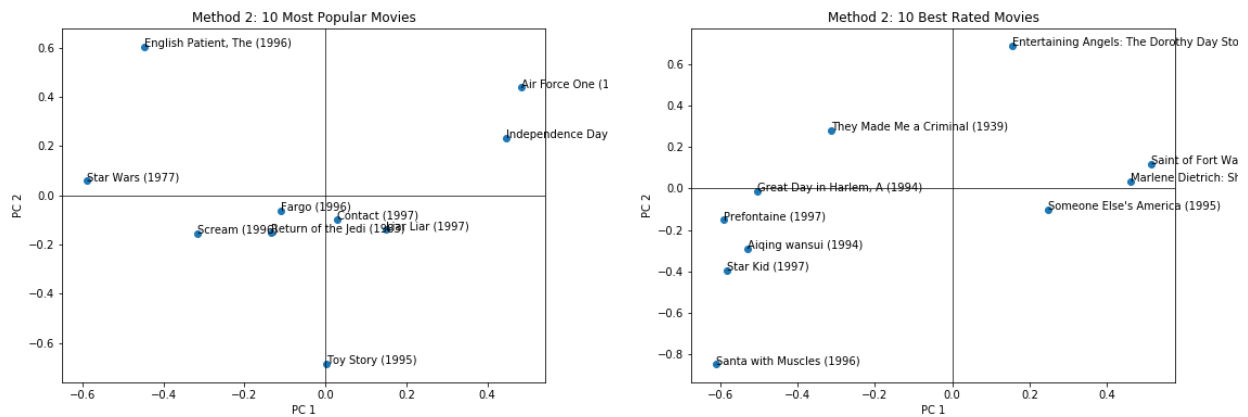 Method 2: 10 Most Popular Movies
0.6
0.4
0.2
0.0
−0.2
−0.4
−0.6
PC 2
English Patient, The (1996)
Air Force One (1
Independence Day
Star Wars (1977)
Fargo (1996)
Contact (1997)
Scream (1996)
Return of the Jedi (1983)
Liar Liar (1997)
Toy Story (1995)
−0.6
−0.4
−0.2
0.0
0.2
0.4
PC 1
Method 2: 10 Best Rated Movies
0.6
0.4
0.2
0.0
−0.2
−0.4
−0.6
−0.8
PC 2
Entertaining Angels: The Dorothy Day Sto
They Made Me a Criminal (1939)
Saint of Fort Wa
Marlene Dietrich: Sh
Great Day in Harlem, A (1994)
Someone Else's America (1995)
Prefontaine (1997)
Aiqing wansui (1994)
Star Kid (1997)
Santa with Muscles (1996)
−0.6
−0.4
−0.2
0.0
0.2
0.4
PC 1